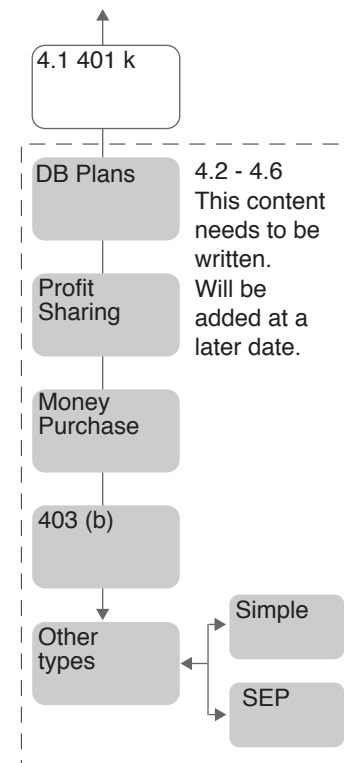 4.1 401 k
DB Plans
4.2 - 4.6
This content
needs to be
written.
Will be
added at a
later date.
Profit
Sharing
Money
Purchase
403 (b)
Other
types
Simple
SEP